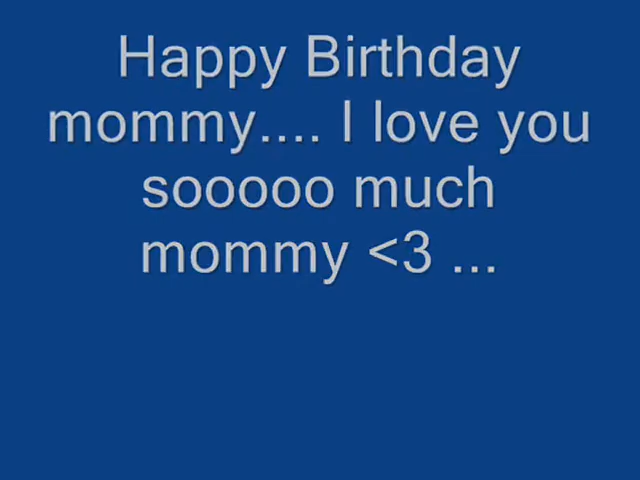 Happy Birthday
mommy.... I love you
sooooo much
mommy <3 ...